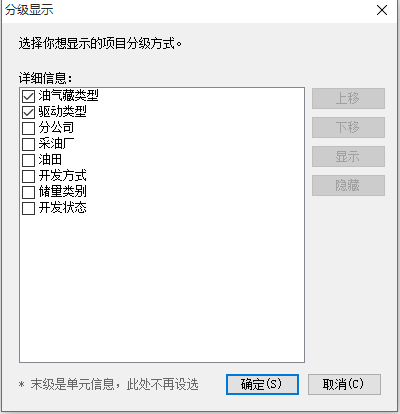 分级显示
选择你想显示的项目分级方式。
详细信息:
油气藏类型
驱动类型
分公司
采油厂
油田
开发方式
储量类别
开发状态
上移
下移
显示
隐藏
* 末级是单元信息，此处不再设选
确定(S)
取消(C)